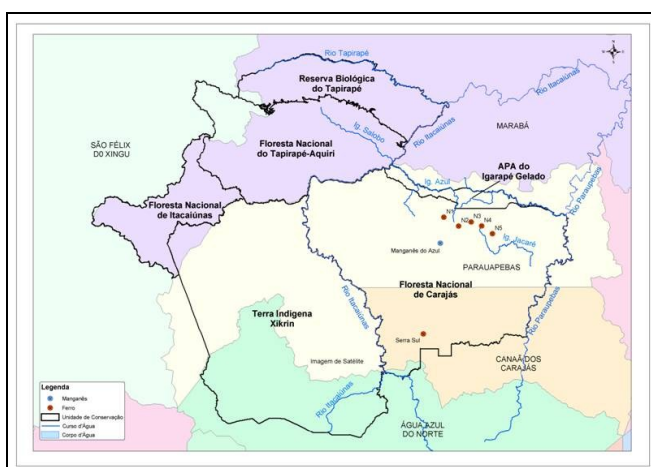 Rio Tapirapé
Reserva Biológica
do Tapirapé
Rio Itacaiúnas
Rio Itacaiúnas
MARABÁ
Ig. Salobo
Floresta Nacional
do Tapirapé-Aquiri
SÃO FÉLIX
D0 XINGU
APA do
Igarapé Gelado
Ig. Azul
Rio Parauapebas
Floresta Nacional
de Itacaiúnas
N1
N2
N3
N4
N5
Ig. Jacaré
Manganês do Azul
PARAUAPEBAS
Floresta Nacional
de Carajás
Rio Itacaiúnas
Terra Indígena
Xikrin
Rio Parauapebas
Serra Sul
Imagem de Satélite
CANAÃ DOS
CARAJÁS
Legenda
Manganês
Ferro
Unidade de Conservação
Curso d'Água
Corpo d'Água
Rio Itacaiúnas
ÁGUA AZUL
DO NORTE